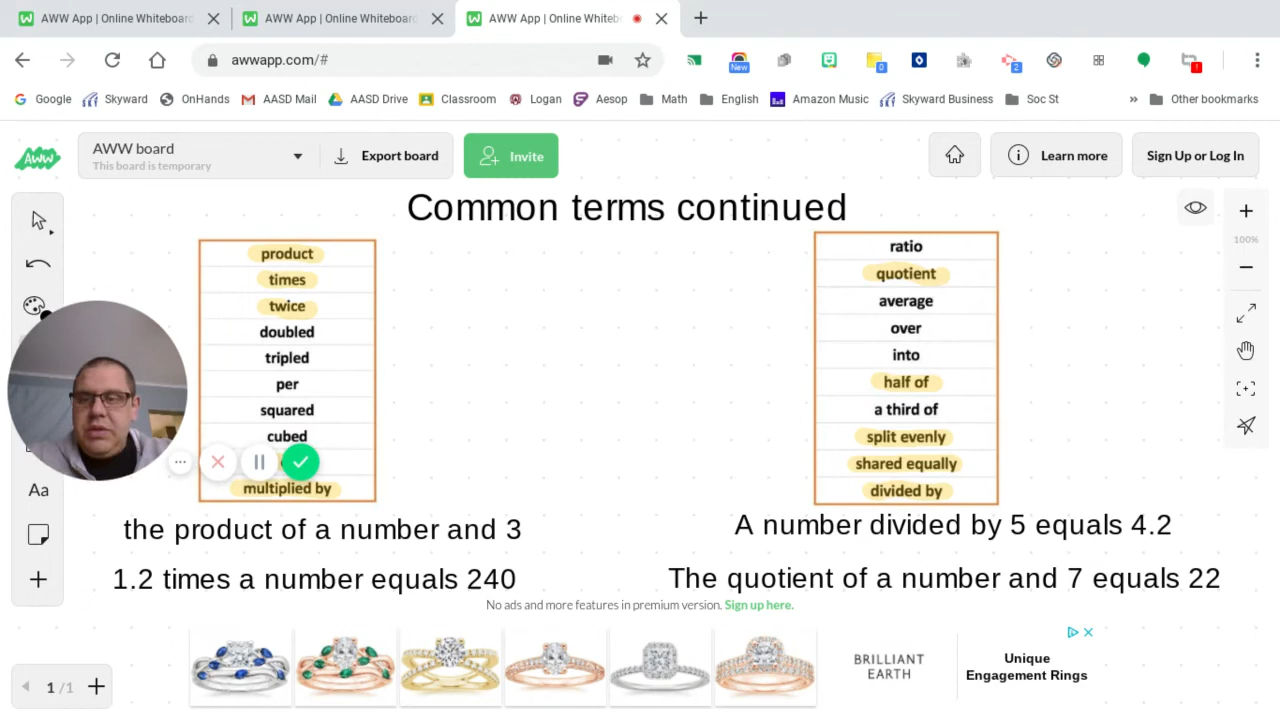 AWW App | Online Whiteboard
AWW App | Online Whiteboard
AWW App | Online Whiteb
awwapp.com/#
New
0
2
Google
Skyward
OnHands
AASD Mail
AASD Drive
Classroom
Logan
Aesop
Math
English
Amazon Music
Skyward Business
Soc St
»
Other bookmarks
AWW
AWW board
This board is temporary
Export board
Invite
Learn more
Sign Up or Log In
Common terms continued
100%
product
times
twice
doubled
tripled
per
squared
cubed
multiplied by
ratio
quotient
average
over
into
half of
a third of
split evenly
shared equally
divided by
Aa
the product of a number and 3
A number divided by 5 equals 4.2
1.2 times a number equals 240
The quotient of a number and 7 equals 22
No ads and more features in premium version. Sign up here.
BRILLIANT
EARTH
Unique
Engagement Rings
1 /1